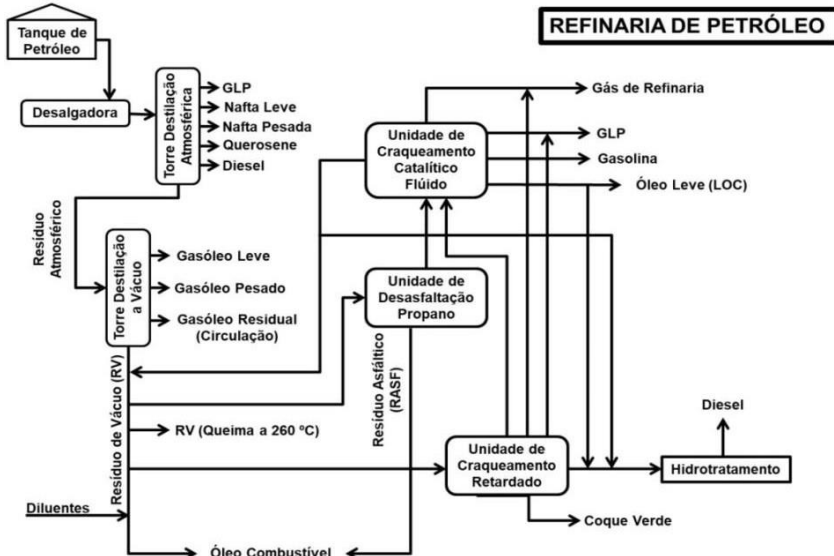 REFINARIA DE PETRÓLEO
Tanque de
Petróleo
Desalgadora
Torre Destilação
Atmosférica
GLP
Nafta Leve
Nafta Pesada
Querosene
Diesel
Resíduo
Atmosférico
Torre Destilação
a Vácuo
Gasóleo Leve
Gasóleo Pesado
Gasóleo Residual
(Circulação)
Unidade de
Craqueamento
Catalítico
Flúido
Gás de Refinaria
GLP
Gasolina
Óleo Leve (LOC)
Unidade de
Desasfaltação
Propano
Resíduo Asfáltico
(RASF)
Resíduo de Vácuo (RV)
RV (Queima a 260 ºC)
Unidade de
Craqueamento
Retardado
Diesel
Hidrotratamento
Coque Verde
Diluentes
Óleo Combustível